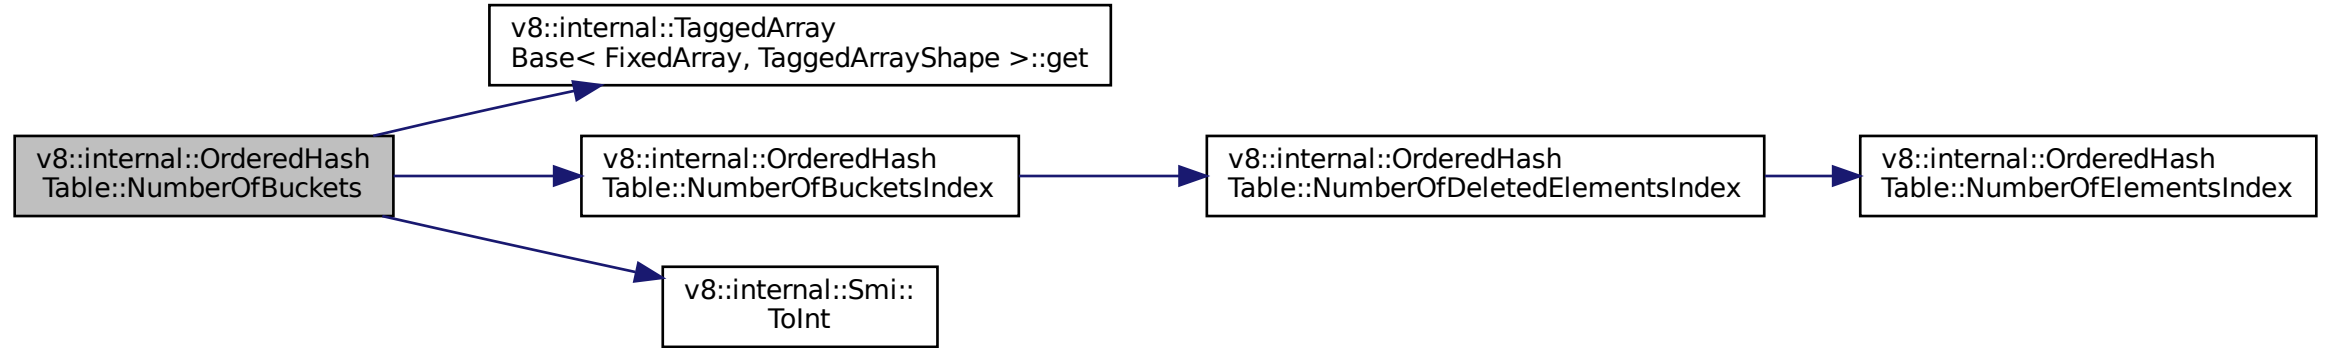 v8::internal::TaggedArray
Base< FixedArray, TaggedArrayShape >::get
v8::internal::OrderedHash
Table::NumberOfBuckets
v8::internal::OrderedHash
Table::NumberOfBucketsIndex
v8::internal::OrderedHash
Table::NumberOfDeletedElementsIndex
v8::internal::OrderedHash
Table::NumberOfElementsIndex
v8::internal::Smi::
ToInt